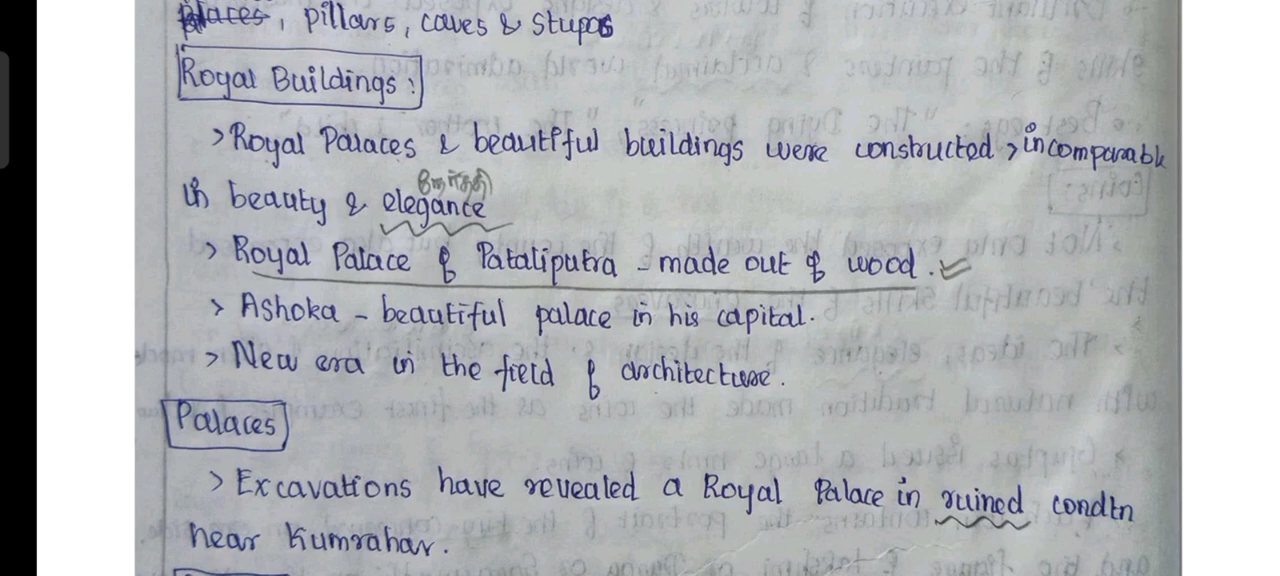 Places, pillars, caves & stupas
Royal Buildings:
> Royal Palaces & beautiful buildings were constructed > incomparable
in beauty & elegance
> Royal Palace of Pataliputra - made out of wood.
> Ashoka - beautiful palace in his capital.
> New era in the field of architecture.
Palaces
> Excavations have revealed a Royal Palace in ruined condtn
near Kumrahar.